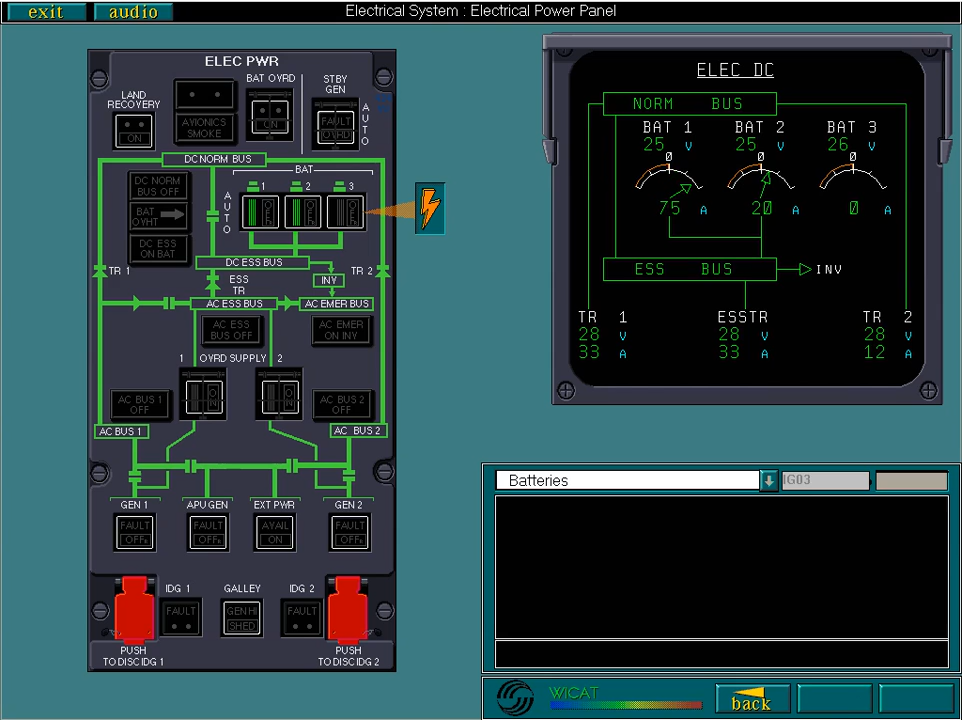 exit
audio
Electrical System : Electrical Power Panel
ELEC PWR
LAND
RECOVERY
ON
AVIONICS
SMOKE
BAT OVRD
ON
STBY
GEN
FAULT
OVRD
AUTO
DC NORM BUS
BAT
DC NORM
BUS OFF
BAT
OVHT
DC ESS
ON BAT
AUTO
1 2 3
OFF OFF OFF
DC ESS BUS
TR 1
TR 2
ESS
TR
INV
AC ESS BUS
AC EMER BUS
AC ESS
BUS OFF
AC EMER
ON INV
1 OVRD SUPPLY 2
ON ON
AC BUS 1
OFF
AC BUS 2
OFF
AC BUS 1
AC BUS 2
GEN 1 APU GEN EXT PWR GEN 2
FAULT FAULT AVAIL FAULT
OFFR OFFR ON OFFR
IDG 1 GALLEY IDG 2
FAULT GEN HI FAULT
SHED
PUSH
TO DISC IDG 1
PUSH
TO DISC IDG 2
ELEC DC
NORM BUS
BAT 1 BAT 2 BAT 3
25 V 25 V 26 V
0 0 0
75 A 20 A 0 A
ESS BUS
INV
TR 1 ESSTR TR 2
28 V 28 V 28 V
33 A 33 A 12 A
Batteries
IG03
WICAT
back